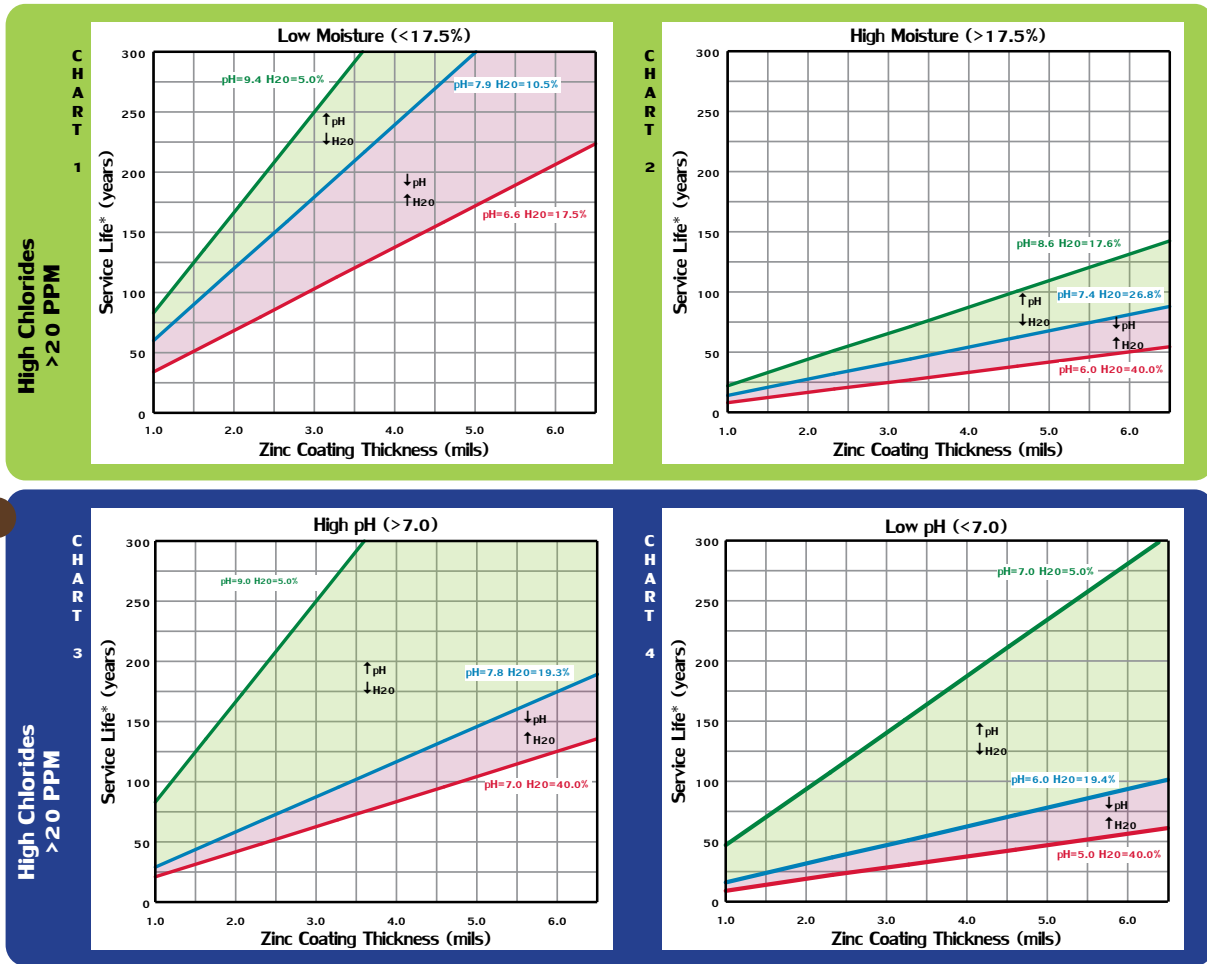 CHART 1
High Chlorides
>20 PPM
Low Moisture (<17.5%)
Service Life* (years)
300
250
200
150
100
50
0
pH=9.4 H20=5.0%
pH=7.9 H20=10.5%
↑pH
↓H20
↓pH
↑H20
pH=6.6 H20=17.5%
1.0 2.0 3.0 4.0 5.0 6.0
Zinc Coating Thickness (mils)
CHART 2
High Moisture (>17.5%)
Service Life* (years)
300
250
200
150
100
50
0
pH=8.6 H20=17.6%
pH=7.4 H20=26.8%
↑pH
↓H20
↓pH
↑H20
pH=6.0 H20=40.0%
1.0 2.0 3.0 4.0 5.0 6.0
Zinc Coating Thickness (mils)
CHART 3
High Chlorides
>20 PPM
High pH (>7.0)
Service Life* (years)
300
250
200
150
100
50
0
pH=9.0 H20=5.0%
↑pH
↓H20
pH=7.8 H20=19.3%
↓pH
↑H20
pH=7.0 H20=40.0%
1.0 2.0 3.0 4.0 5.0 6.0
Zinc Coating Thickness (mils)
CHART 4
Low pH (<7.0)
Service Life* (years)
300
250
200
150
100
50
0
pH=7.0 H20=5.0%
↑pH
↓H20
pH=6.0 H20=19.4%
↓pH
↑H20
pH=5.0 H20=40.0%
1.0 2.0 3.0 4.0 5.0 6.0
Zinc Coating Thickness (mils)